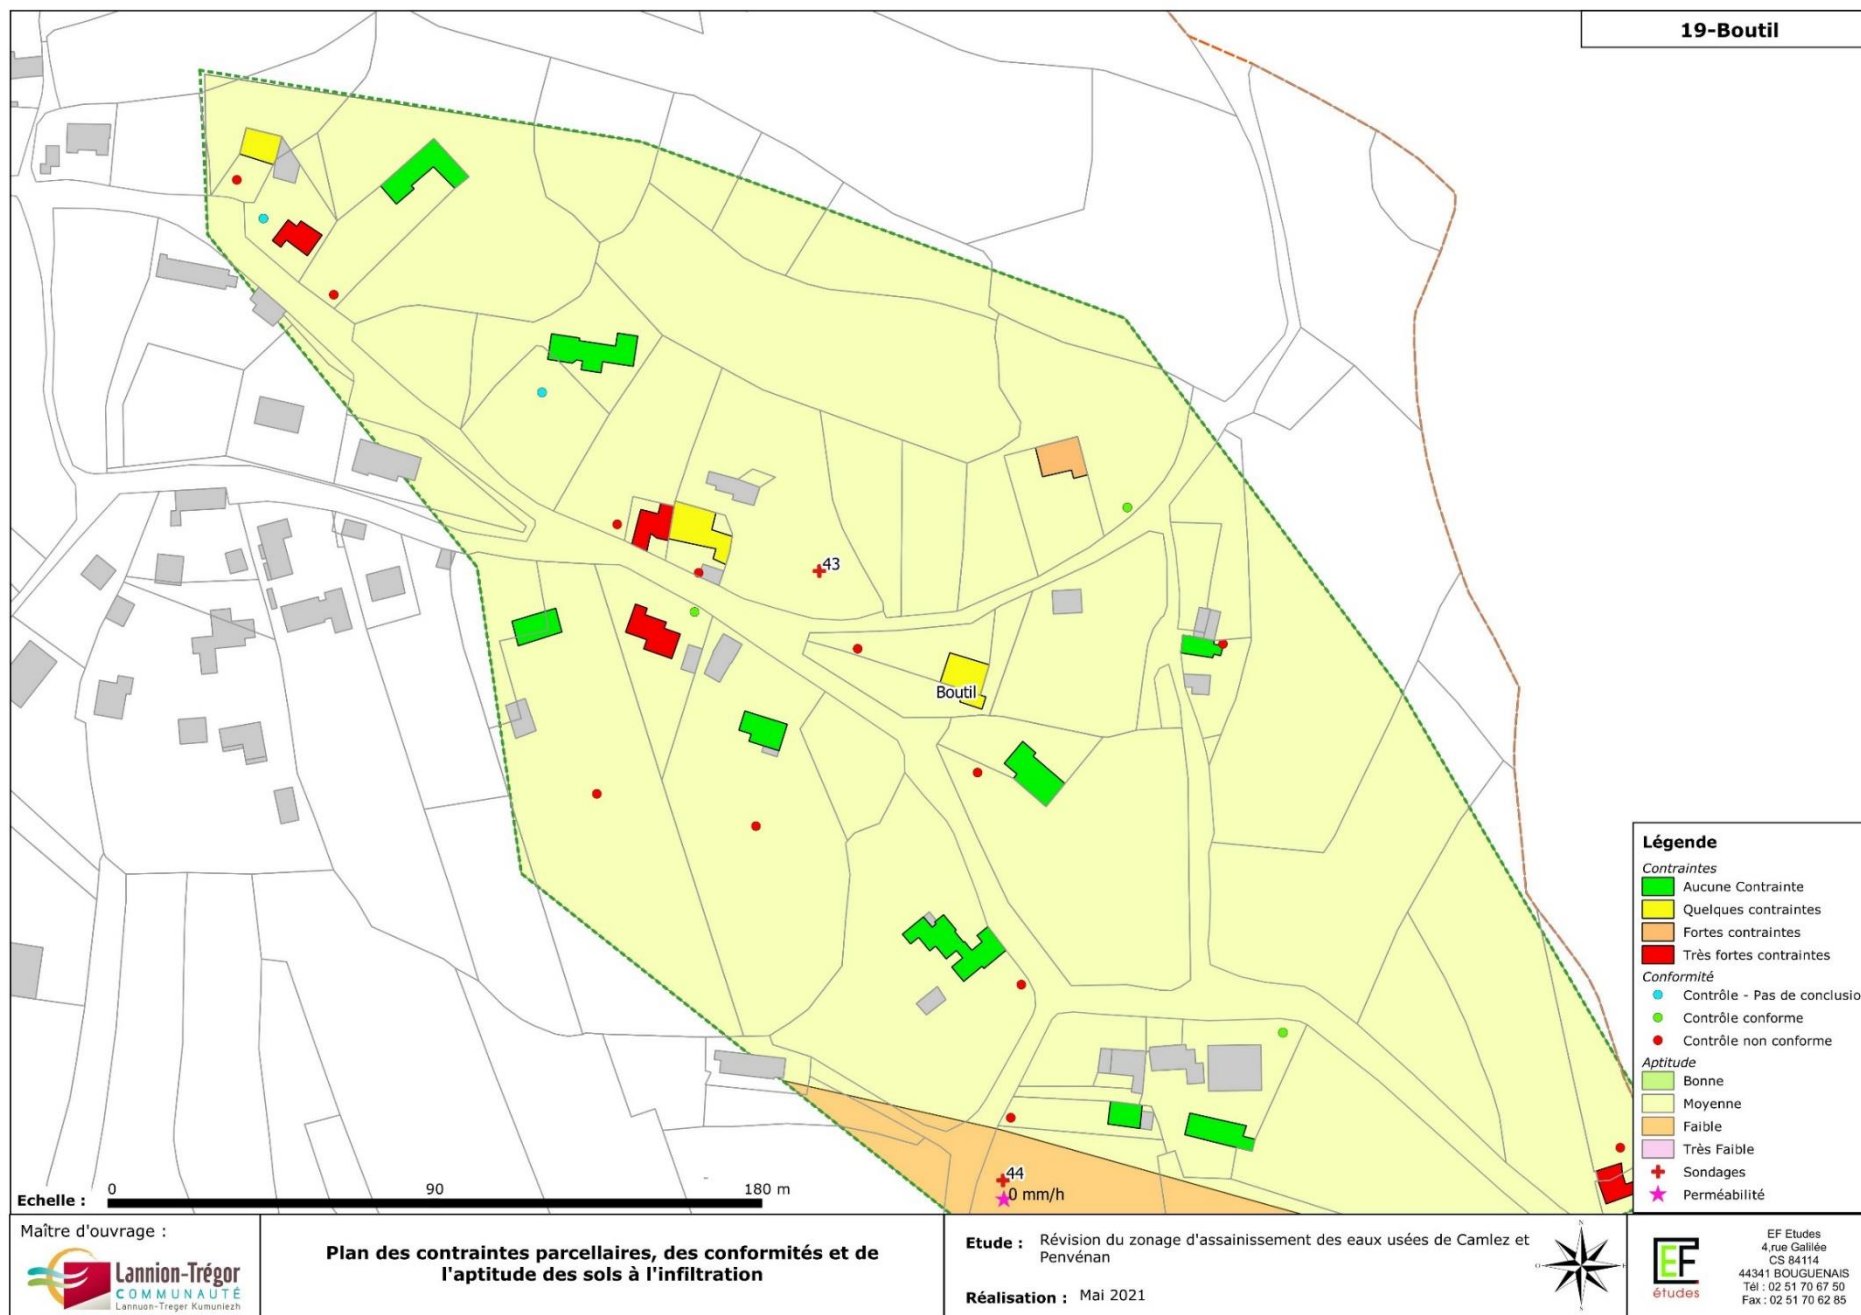 19-Boutil
43
Boutil
44
0 mm/h
Légende
Contraintes
Aucune Contrainte
Quelques contraintes
Fortes contraintes
Très fortes contraintes
Conformité
Contrôle - Pas de conclusio
Contrôle conforme
Contrôle non conforme
Aptitude
Bonne
Moyenne
Faible
Très Faible
Sondages
Perméabilité
Echelle : 0 90 180 m
Maître d'ouvrage :
Lannion-Trégor
COMMUNAUTÉ
Lannuon-Treger Kumuniezh
Plan des contraintes parcellaires, des conformités et de
l'aptitude des sols à l'infiltration
Etude : Révision du zonage d'assainissement des eaux usées de Camlez et
Penvénan
Réalisation : Mai 2021
N
O
E
S
EF
études
EF Etudes
4,rue Galilée
CS 84114
44341 BOUGUENAIS
Tél : 02 51 70 67 50
Fax : 02 51 70 62 85